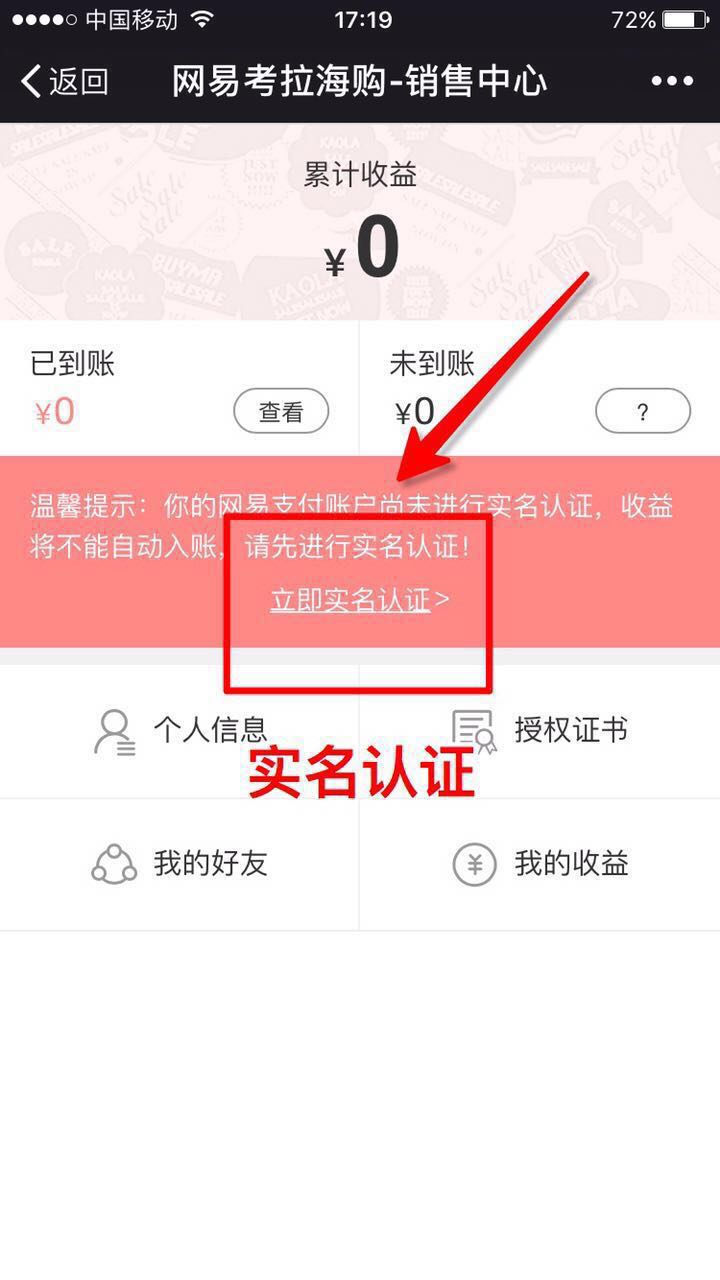 中国移动 17:19 72%
返回 网易考拉海购-销售中心
累计收益
¥0
已到账 未到账
¥0 查看 ¥0 ?
温馨提示：你的网易支付账户尚未进行实名认证，收益
将不能自动入账，请先进行实名认证！
立即实名认证>
个人信息 授权证书
实名认证
我的好友 我的收益